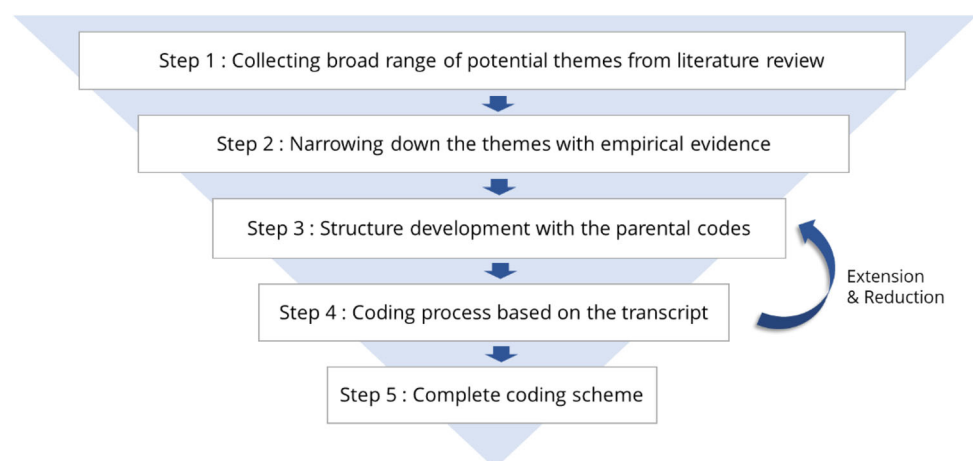 Step 1 : Collecting broad range of potential themes from literature review
Step 2 : Narrowing down the themes with empirical evidence
Step 3 : Structure development with the parental codes
Extension
& Reduction
Step 4 : Coding process based on the transcript
Step 5 : Complete coding scheme